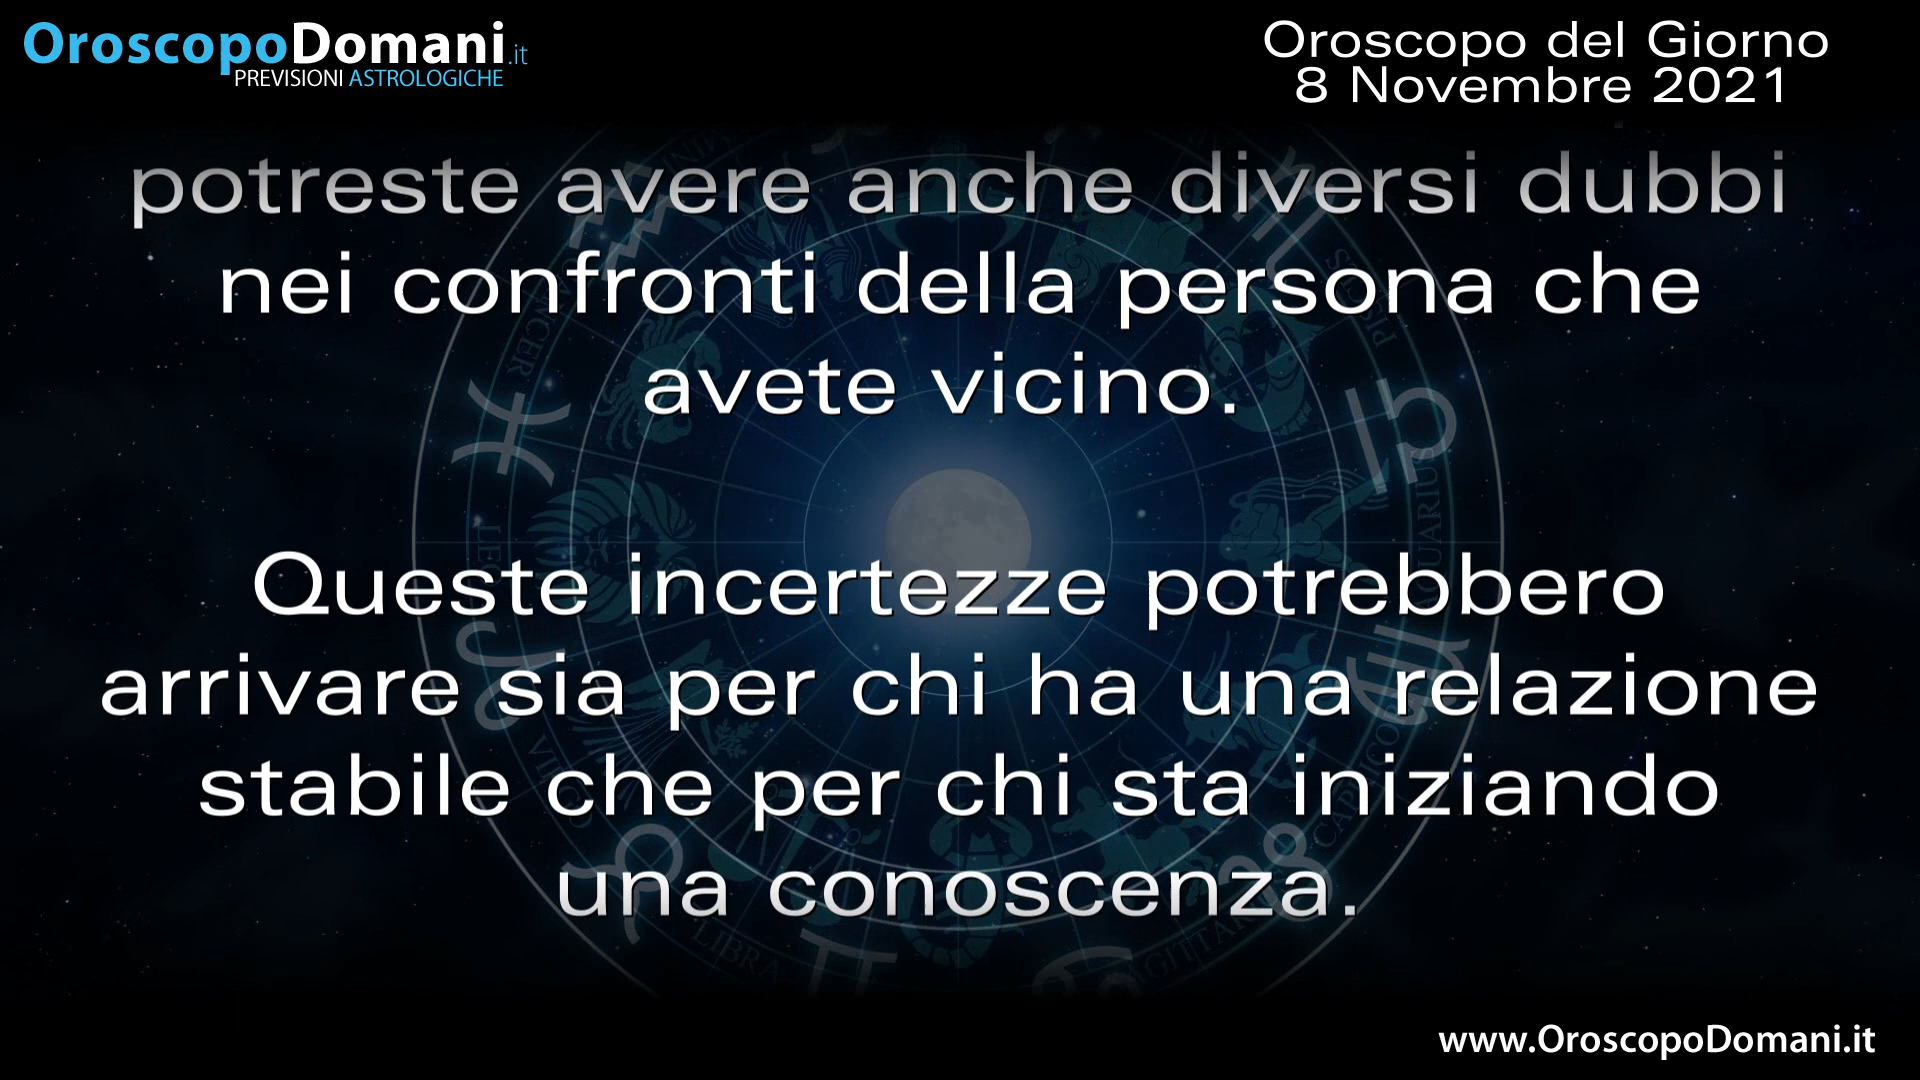 OroscopoDomani.it
PREVISIONI ASTROLOGICHE
Oroscopo del Giorno
8 Novembre 2021
potreste avere anche diversi dubbi
nei confronti della persona che
avete vicino.
Queste incertezze potrebbero
arrivare sia per chi ha una relazione
stabile che per chi sta iniziando
una conoscenza.
LIBRA
www.OroscopoDomani.it